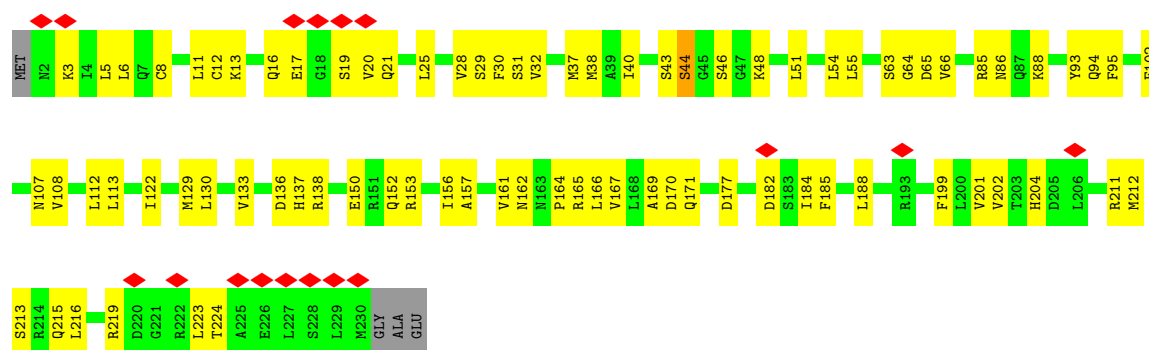 MET N2 K3 I4 L5 L6 Q7 C8 L11 C12 K13 Q16 E17 G18 S19 V20 Q21 L25 V28 S29 F30 S31 V32 M37 M38 A39 I40 S43 S44 G45 S46 G47 K48 L51 L54 L55 S63 G64 D65 V66 R85 N86 Q87 K88 Y93 Q94 F95
N107 V108 L112 L113 I122 M129 L130 V133 D136 H137 R138 E150 R151 Q152 R153 I156 A157 V161 N162 N163 P164 R165 L166 V167 L168 A169 D170 Q171 D177 D182 S183 I184 F185 L188 R193 F199 L200 V201 V202 T203 H204 D205 L206 R211 M212
S213 R214 Q215 L216 R219 D220 G221 R222 L223 T224 A225 E226 L227 S228 L229 M230 GLY ALA GLU